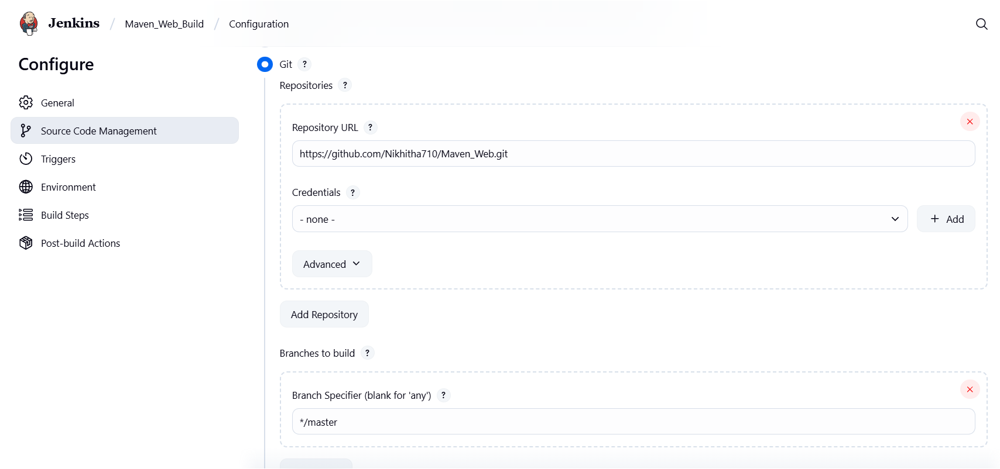 Jenkins / Maven_Web_Build / Configuration
Configure
General
Source Code Management
Triggers
Environment
Build Steps
Post-build Actions
Git ?
Repositories ?
Repository URL ?
https://github.com/Nikhitha710/Maven_Web.git
Credentials ?
- none -
+ Add
Advanced
Add Repository
Branches to build ?
Branch Specifier (blank for 'any') ?
*/master